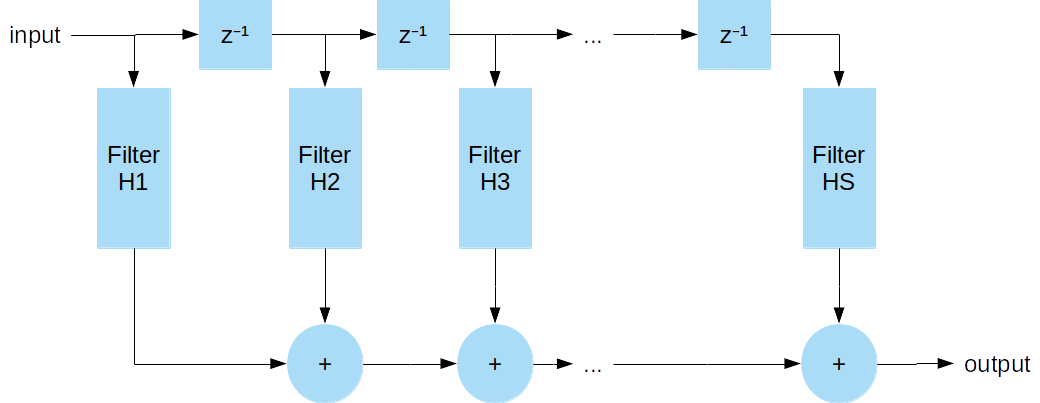 input
z⁻¹
z⁻¹
...
z⁻¹
Filter
H1
Filter
H2
Filter
H3
Filter
HS
+
+
...
+
output